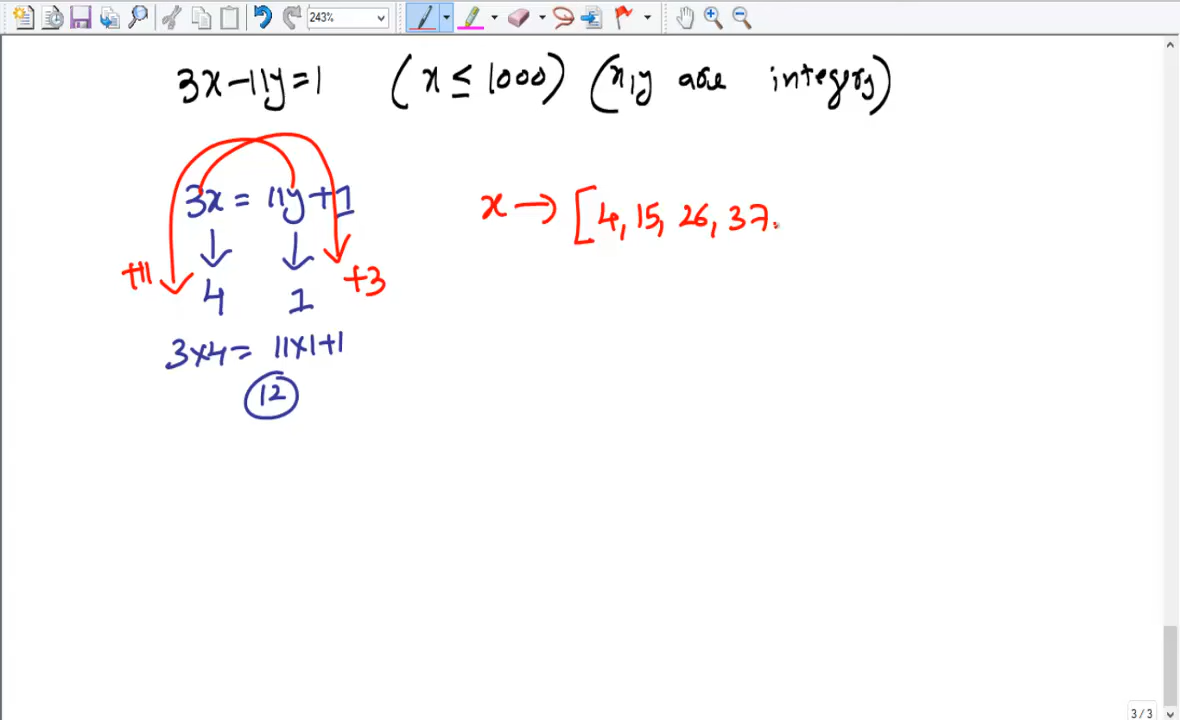 243%
3x-11y=1 (x ≤ 1000) (x,y are integers)
3x = 11y+1
x → [4, 15, 26, 37.
+11 +3
4 1
3×4= 11×1+1
12
3 / 3